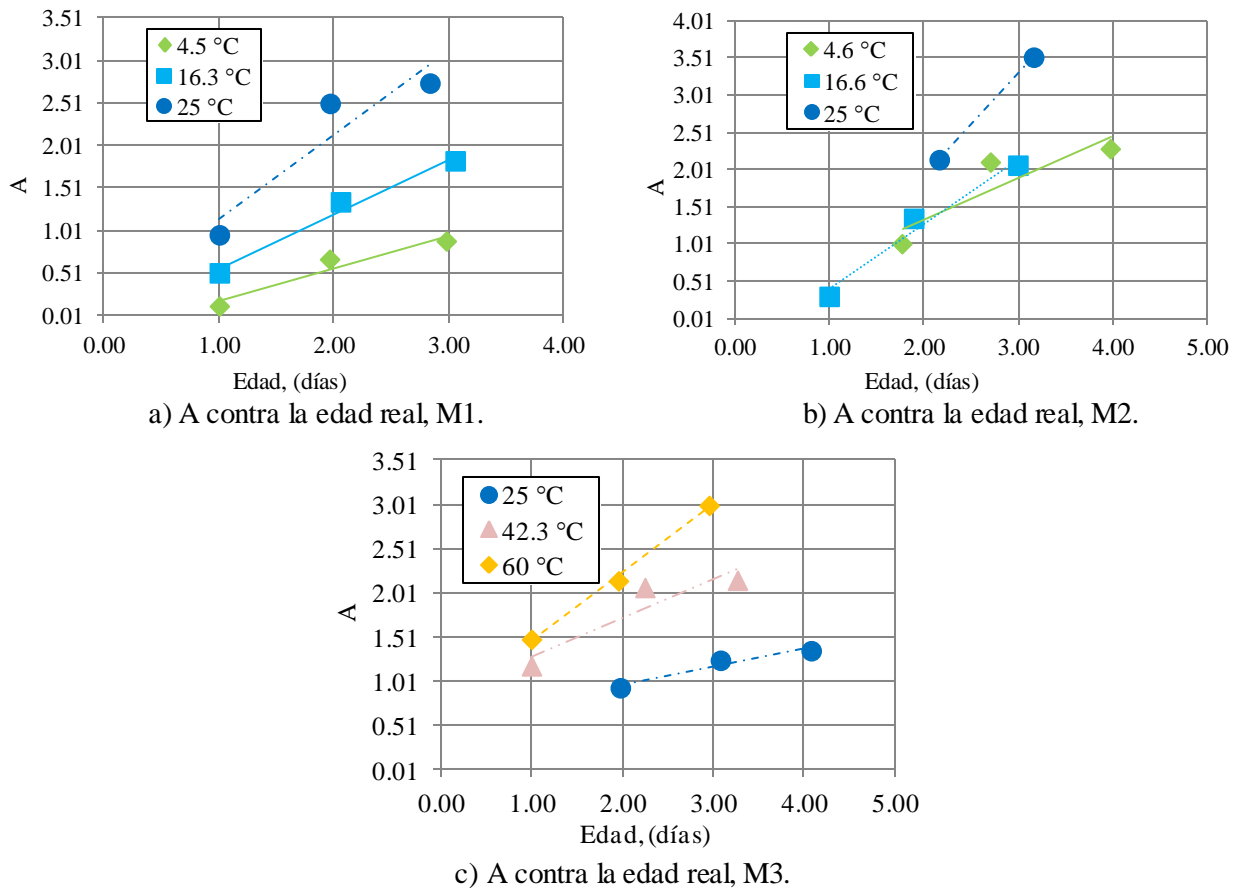 3.51
3.01
2.51
2.01
1.51
1.01
0.51
0.01
A
4.5 °C
16.3 °C
25 °C
0.00 1.00 2.00 3.00 4.00
Edad, (días)
a) A contra la edad real, M1.
4.01
3.51
3.01
2.51
2.01
1.51
1.01
0.51
0.01
A
4.6 °C
16.6 °C
25 °C
0.00 1.00 2.00 3.00 4.00 5.00
Edad, (días)
b) A contra la edad real, M2.
3.51
3.01
2.51
2.01
1.51
1.01
0.51
0.01
A
25 °C
42.3 °C
60 °C
0.00 1.00 2.00 3.00 4.00 5.00
Edad, (días)
c) A contra la edad real, M3.